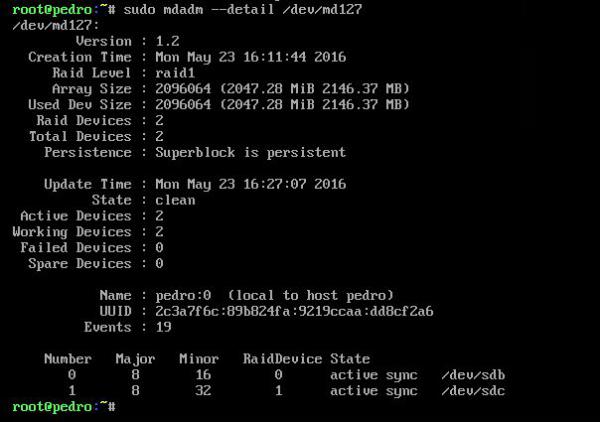 root@pedro:~# sudo mdadm --detail /dev/md127
/dev/md127:
Version : 1.2
Creation Time : Mon May 23 16:11:44 2016
Raid Level : raid1
Array Size : 2096064 (2047.28 MiB 2146.37 MB)
Used Dev Size : 2096064 (2047.28 MiB 2146.37 MB)
Raid Devices : 2
Total Devices : 2
Persistence : Superblock is persistent
Update Time : Mon May 23 16:27:07 2016
State : clean
Active Devices : 2
Working Devices : 2
Failed Devices : 0
Spare Devices : 0
Name : pedro:0 (local to host pedro)
UUID : 2c3a7f6c:89b824fa:9219ccaa:dd8cf2a6
Events : 19
Number Major Minor RaidDevice State
0 8 16 0 active sync /dev/sdb
1 8 32 1 active sync /dev/sdc
root@pedro:~#